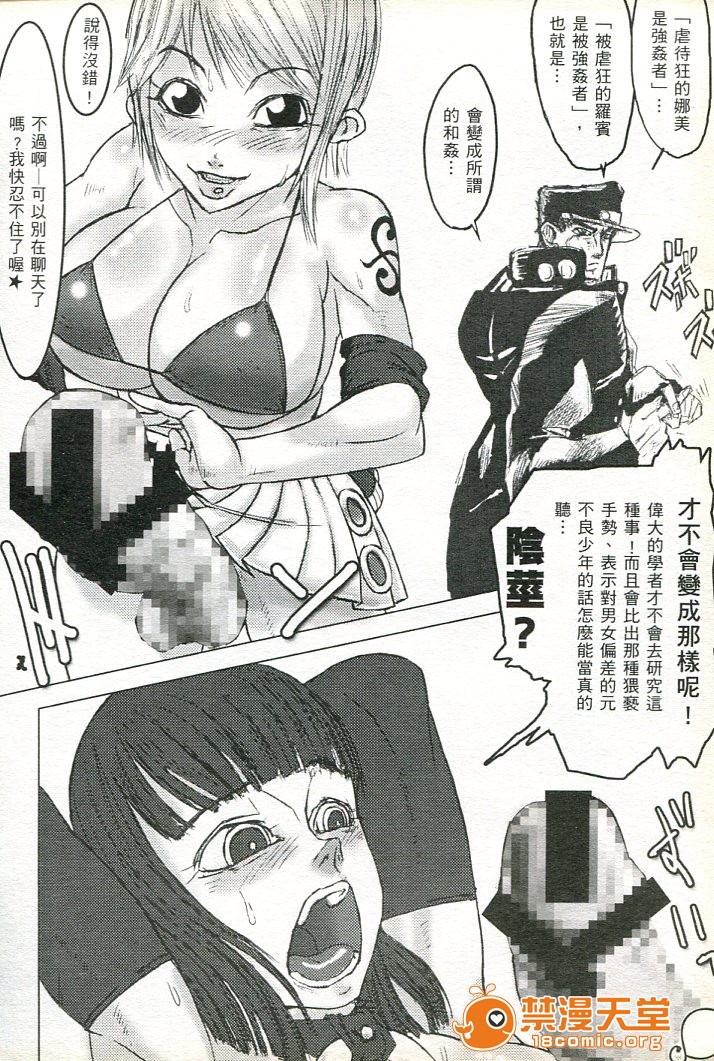 「虐待狂的娜美
是強姦者」…
「被虐狂的羅賓
是被強姦者」，
也就是…
會變成所謂
的和姦…
說得沒錯！
不過啊—可以別在聊天了
嗎？我快忍不住了喔★
ズボ
ズボ
才不會變成那樣呢！
偉大的學者才不會去研究這
種事！而且會比出那種猥褻
手勢、表示對男女偏差的元
不良少年的話怎麼能當真的
聽…
陰莖？
禁漫天堂
18comic.org